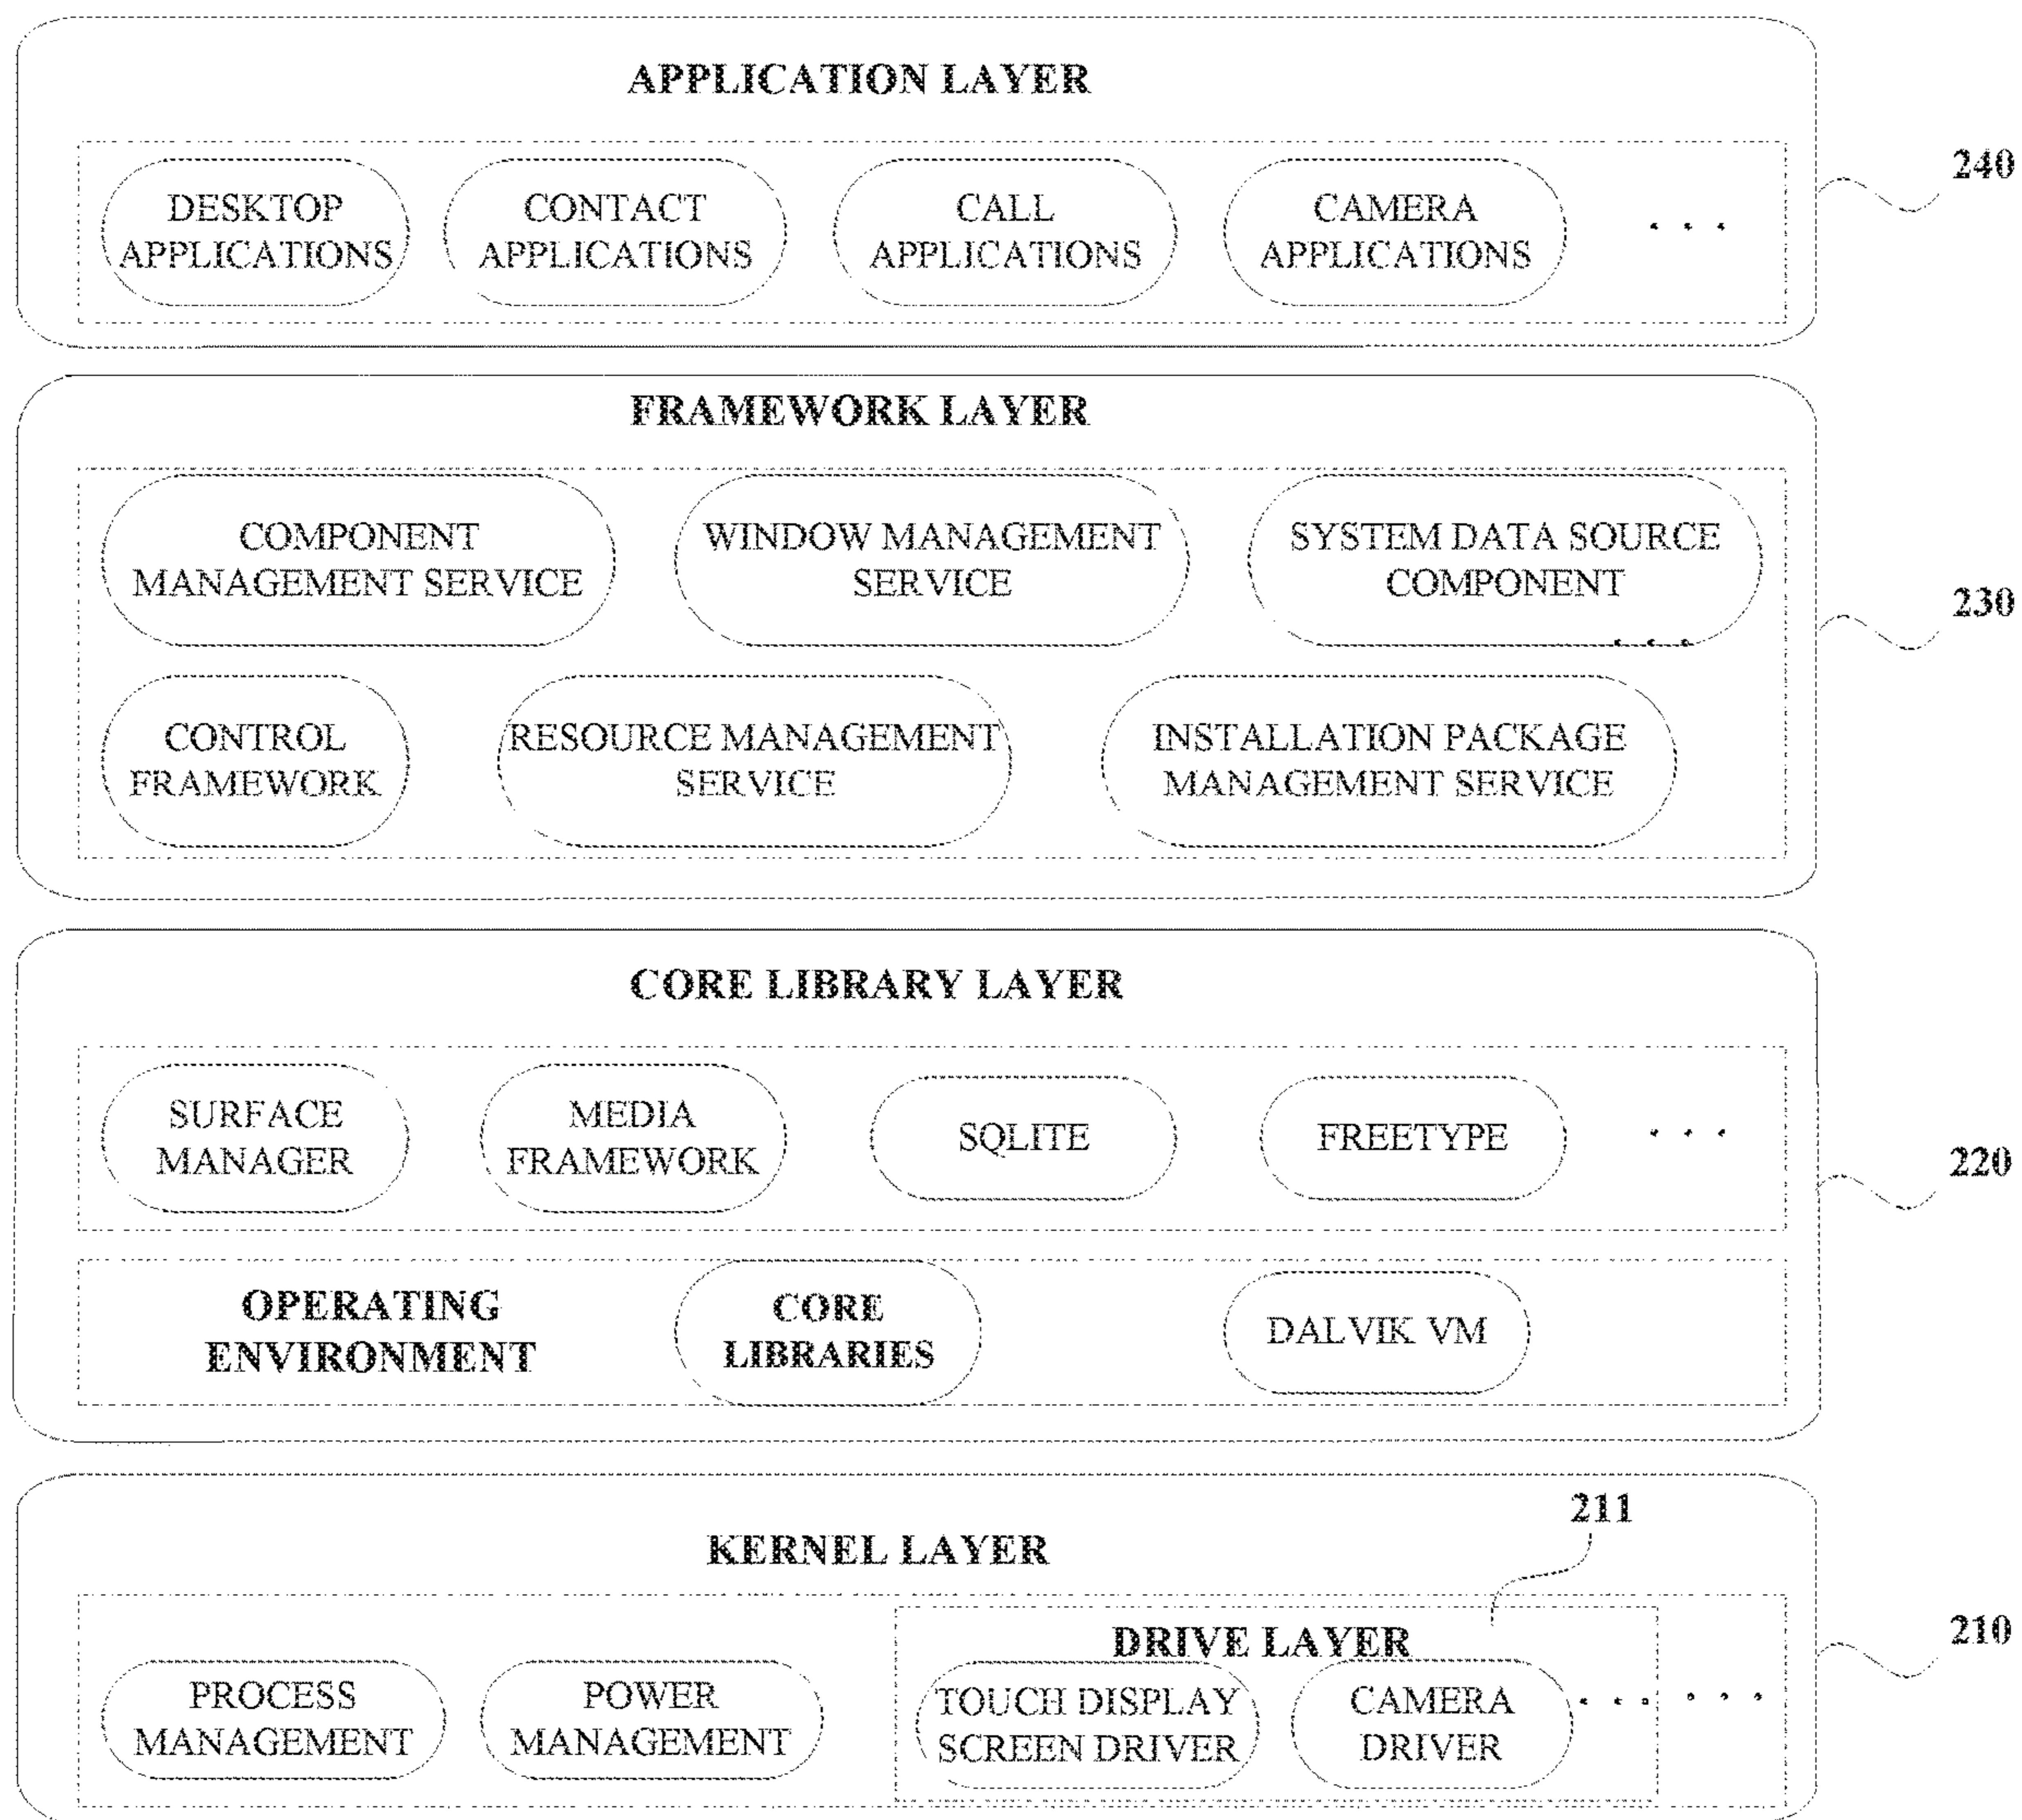 APPLICATION LAYER
240
DESKTOP
APPLICATIONS
CONTACT
APPLICATIONS
CALL
APPLICATIONS
CAMERA
APPLICATIONS
. . .
FRAMEWORK LAYER
230
COMPONENT
MANAGEMENT SERVICE
WINDOW MANAGEMENT
SERVICE
SYSTEM DATA SOURCE
COMPONENT
. . .
CONTROL
FRAMEWORK
RESOURCE MANAGEMENT
SERVICE
INSTALLATION PACKAGE
MANAGEMENT SERVICE
CORE LIBRARY LAYER
220
SURFACE
MANAGER
MEDIA
FRAMEWORK
SQLITE
FREETYPE
. . .
OPERATING
ENVIRONMENT
CORE
LIBRARIES
DALVIK VM
KERNEL LAYER
211
210
PROCESS
MANAGEMENT
POWER
MANAGEMENT
DRIVE LAYER
TOUCH DISPLAY
SCREEN DRIVER
CAMERA
DRIVER
. . .
. . .